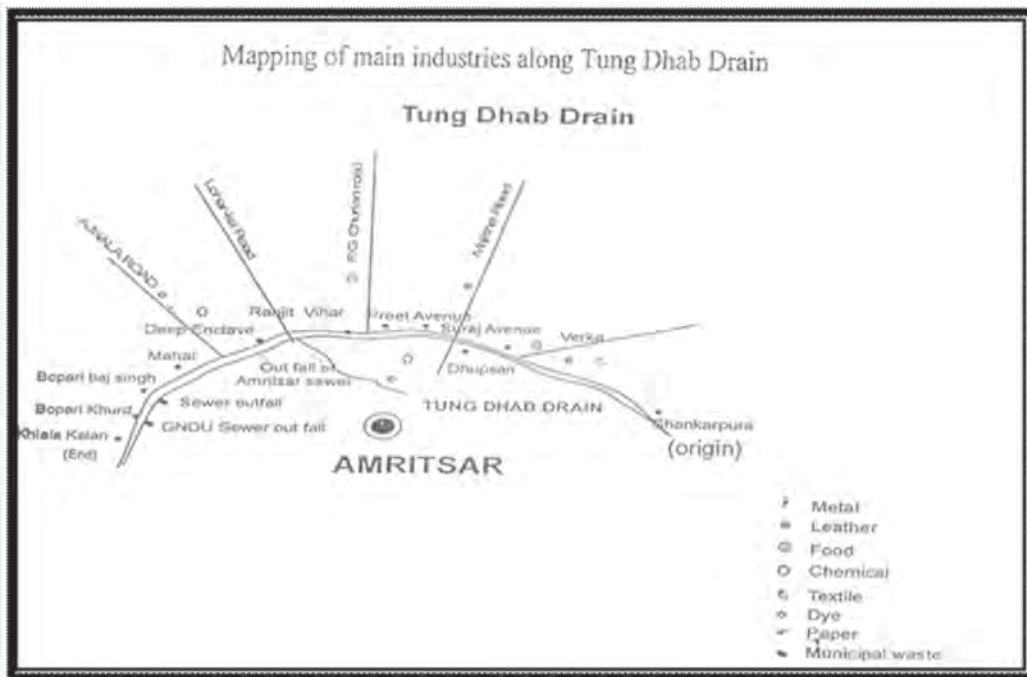 Mapping of main industries along Tung Dhab Drain
Tung Dhab Drain
AJNALA ROAD
Road
F/G Churian road
Road
Ranjit Vihar
Preet Avenue
Suraj Avenue
Verka
Deep Enclave
Mahal
Out fall of
Amritsar sewer
Dhupsari
Bopari baj singh
Sewer outfall
TUNG DHAB DRAIN
Bopari Khurd
GNDU Sewer out fall
Khiala Kalan
(End)
Shankarpura
(origin)
AMRITSAR
Metal
Leather
Food
Chemical
Textile
Dye
Paper
Municipal waste